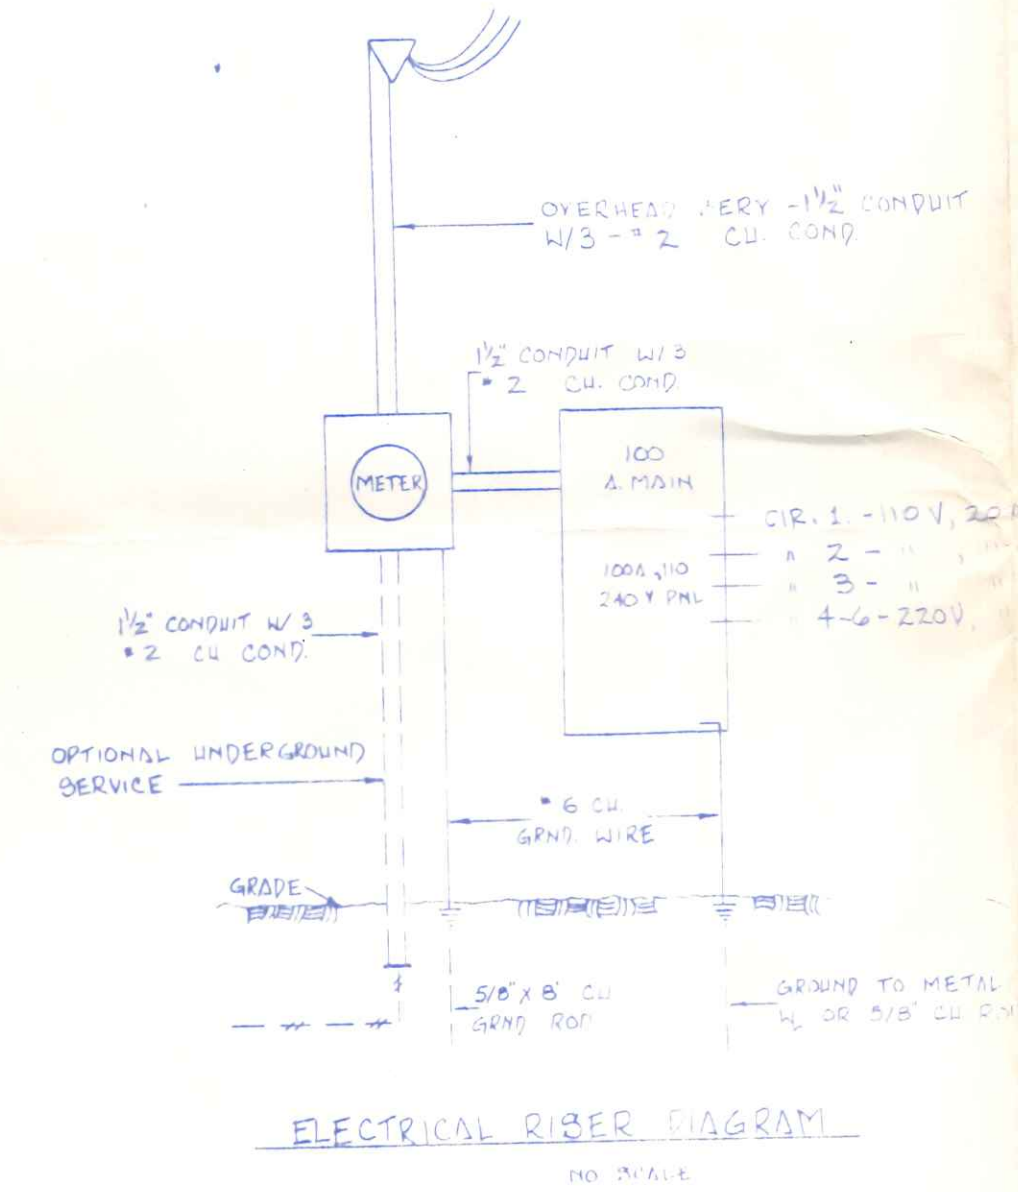 OVERHEAD -1½" CONDUIT
W/3 - #2 CU. COND.
1½" CONDUIT W/3
#2 CU. COND.
METER
100
A. MAIN
CIR. 1. - 110 V, 20
" 2 - " , "
" 3 - " "
" 4-6 - 220V, "
100A, 110
240 V PNL
1½" CONDUIT W/3
#2 CU COND.
OPTIONAL UNDERGROUND
SERVICE
#6 CU.
GRND. WIRE
GRADE
5/8" X 8' CU
GRND ROD
GROUND TO METAL
OR 5/8" CU
ELECTRICAL RISER DIAGRAM
NO SCALE